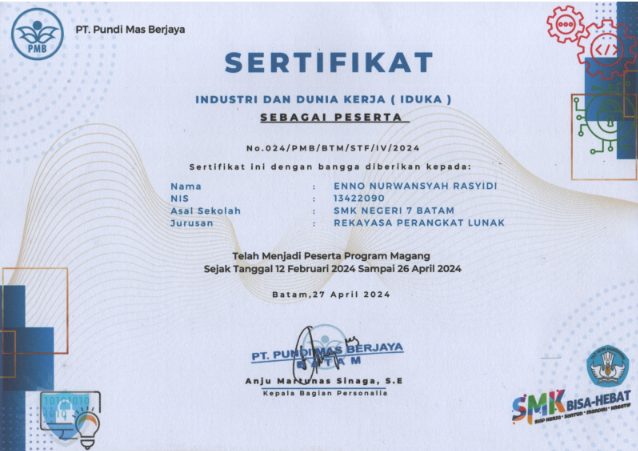 PMB
PT. Pundi Mas Berjaya
SERTIFIKAT
INDUSTRI DAN DUNIA KERJA ( IDUKA )
SEBAGAI PESERTA
No.024/PMB/BTM/STF/IV/2024
Sertifikat ini dengan bangga diberikan kepada:
Nama : ENNO NURWANSYAH RASYIDI
NIS : 13422090
Asal Sekolah : SMK NEGERI 7 BATAM
Jurusan : REKAYASA PERANGKAT LUNAK
Telah Menjadi Peserta Program Magang
Sejak Tanggal 12 Februari 2024 Sampai 26 April 2024
Batam,27 April 2024
PT. PUNDI MAS BERJAYA
B A T A M
Anju Martunas Sinaga, S.E
Kepala Bagian Personalia
SMK BISA-HEBAT